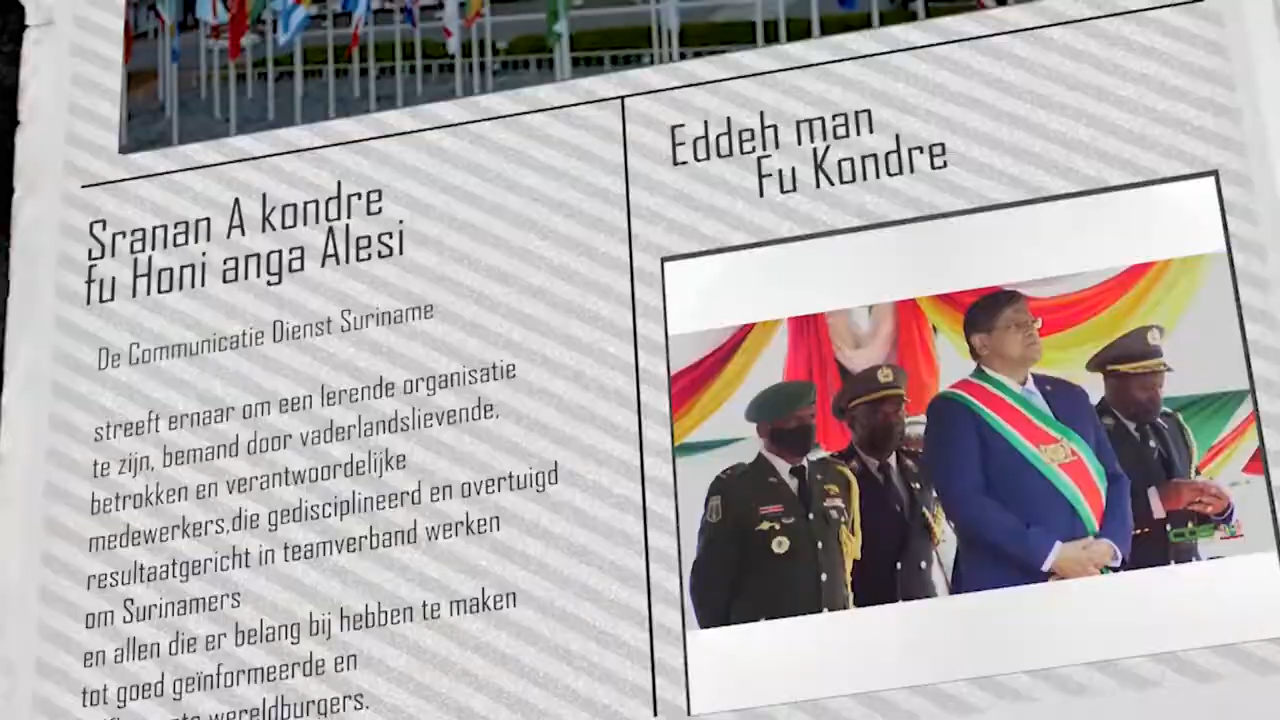 Sranan A kondre
fu Honi anga Alesi
De Communicatie Dienst Suriname
streeft ernaar om een lerende organisatie
te zijn, bemand door vaderlandslievende,
betrokken en verantwoordelijke
medewerkers,die gedisciplineerd en overtuigd
resultaatgericht in teamverband werken
om Surinamers
en allen die er belang bij hebben te maken
tot goed geïnformeerde en
wereldburgers.
Eddeh man
Fu Kondre